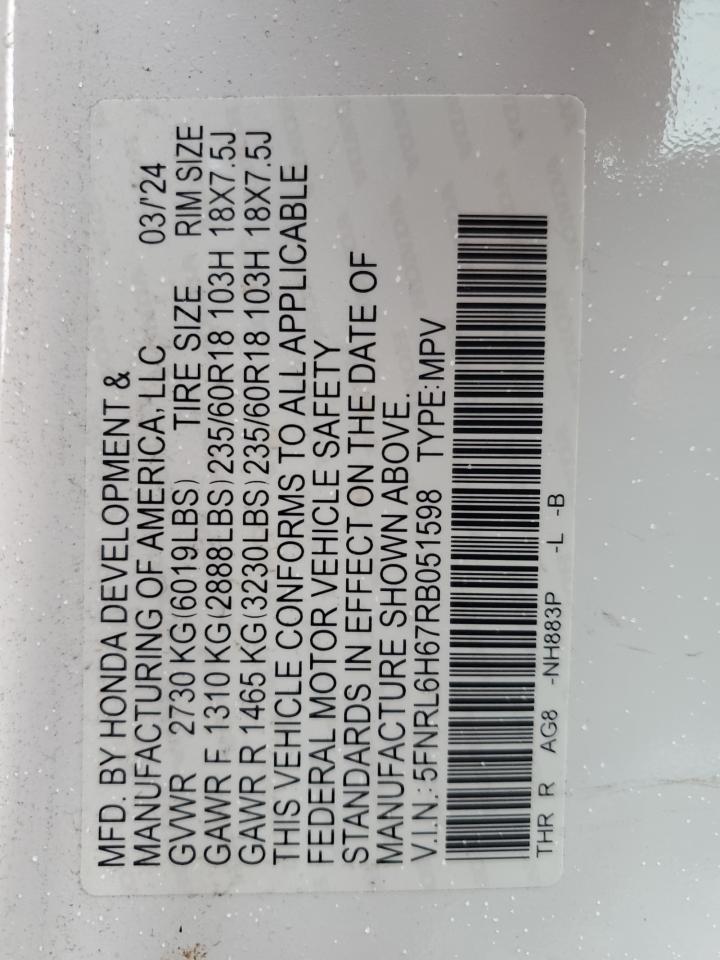 MFD. BY HONDA DEVELOPMENT &
MANUFACTURING OF AMERICA, LLC 03/'24
GVWR 2730 KG(6019LBS) TIRE SIZE RIM SIZE
GAWR F 1310 KG(2888LBS)235/60R18 103H 18X7.5J
GAWR R 1465 KG(3230LBS)235/60R18 103H 18X7.5J
THIS VEHICLE CONFORMS TO ALL APPLICABLE
FEDERAL MOTOR VEHICLE SAFETY
STANDARDS IN EFFECT ON THE DATE OF
MANUFACTURE SHOWN ABOVE.
V.I.N.:5FNRL6H67RB051598 TYPE:MPV
THR R AG8 -NH883P -L -B